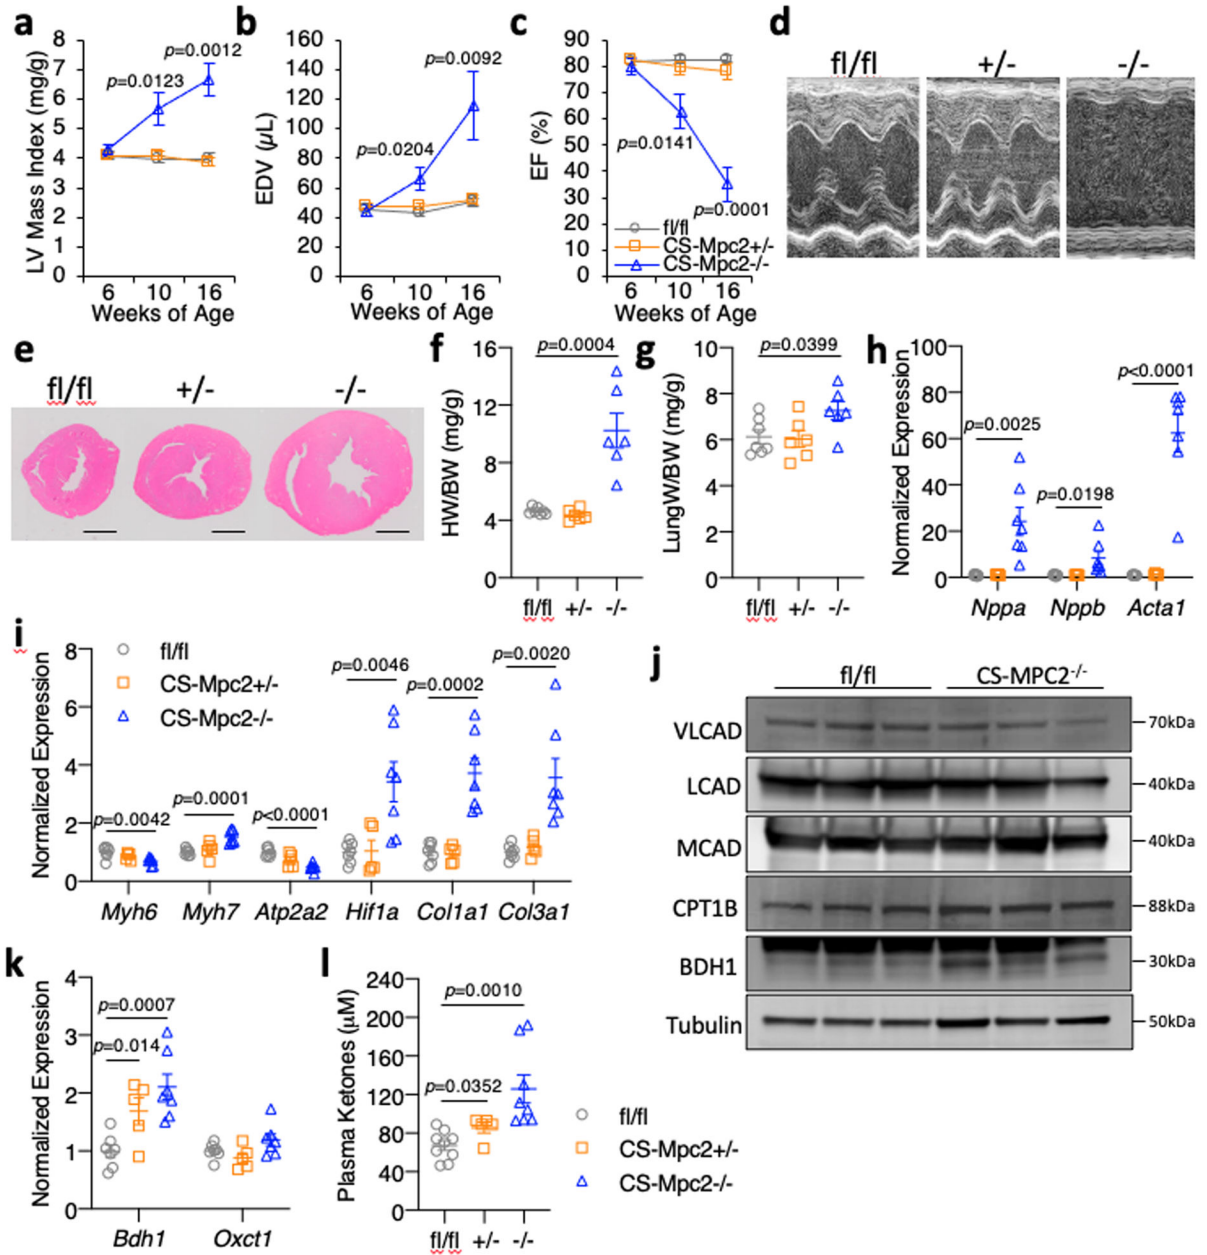 a
LV Mass Index (mg/g)
8
7
6
5
4
3
2
1
0
p=0.0123
p=0.0012
6 10 16
Weeks of Age
b
EDV (µL)
160
140
120
100
80
60
40
20
0
p=0.0204
p=0.0092
6 10 16
Weeks of Age
c
EF (%)
90
80
70
60
50
40
30
20
10
0
p=0.0141
p=0.0001
fl/fl
CS-Mpc2+/-
CS-Mpc2-/-
6 10 16
Weeks of Age
d
fl/fl +/- -/-
e
fl/fl +/- -/-
f
HW/BW (mg/g)
16
12
8
4
0
p=0.0004
fl/fl +/- -/-
g
LungW/BW (mg/g)
10
8
6
4
2
0
p=0.0399
fl/fl +/- -/-
h
Normalized Expression
100
80
60
40
20
0
p=0.0025
p=0.0198
p<0.0001
Nppa Nppb Acta1
i
Normalized Expression
8
6
4
2
0
fl/fl
CS-Mpc2+/-
CS-Mpc2-/-
p=0.0042
p=0.0001
p<0.0001
p=0.0046
p=0.0002
p=0.0020
Myh6 Myh7 Atp2a2 Hif1a Col1a1 Col3a1
j
fl/fl CS-MPC2-/-
VLCAD 70kDa
LCAD 40kDa
MCAD 40kDa
CPT1B 88kDa
BDH1 30kDa
Tubulin 50kDa
k
Normalized Expression
4
3
2
1
0
p=0.0007
p=0.014
Bdh1 Oxct1
l
Plasma Ketones (µM)
240
200
160
120
80
40
0
p=0.0010
p=0.0352
fl/fl +/- -/-
fl/fl
CS-Mpc2+/-
CS-Mpc2-/-